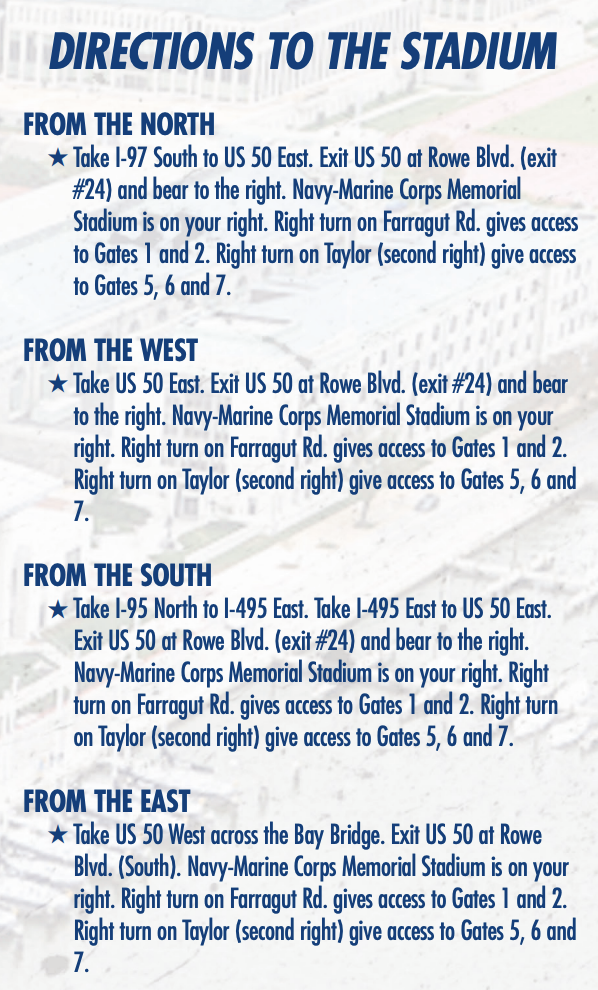 DIRECTIONS TO THE STADIUM
FROM THE NORTH
★ Take I-97 South to US 50 East. Exit US 50 at Rowe Blvd. (exit
#24) and bear to the right. Navy-Marine Corps Memorial
Stadium is on your right. Right turn on Farragut Rd. gives access
to Gates 1 and 2. Right turn on Taylor (second right) give access
to Gates 5, 6 and 7.
FROM THE WEST
★ Take US 50 East. Exit US 50 at Rowe Blvd. (exit #24) and bear
to the right. Navy-Marine Corps Memorial Stadium is on your
right. Right turn on Farragut Rd. gives access to Gates 1 and 2.
Right turn on Taylor (second right) give access to Gates 5, 6 and
7.
FROM THE SOUTH
★ Take I-95 North to I-495 East. Take I-495 East to US 50 East.
Exit US 50 at Rowe Blvd. (exit #24) and bear to the right.
Navy-Marine Corps Memorial Stadium is on your right. Right
turn on Farragut Rd. gives access to Gates 1 and 2. Right turn
on Taylor (second right) give access to Gates 5, 6 and 7.
FROM THE EAST
★ Take US 50 West across the Bay Bridge. Exit US 50 at Rowe
Blvd. (South). Navy-Marine Corps Memorial Stadium is on your
right. Right turn on Farragut Rd. gives access to Gates 1 and 2.
Right turn on Taylor (second right) give access to Gates 5, 6 and
7.